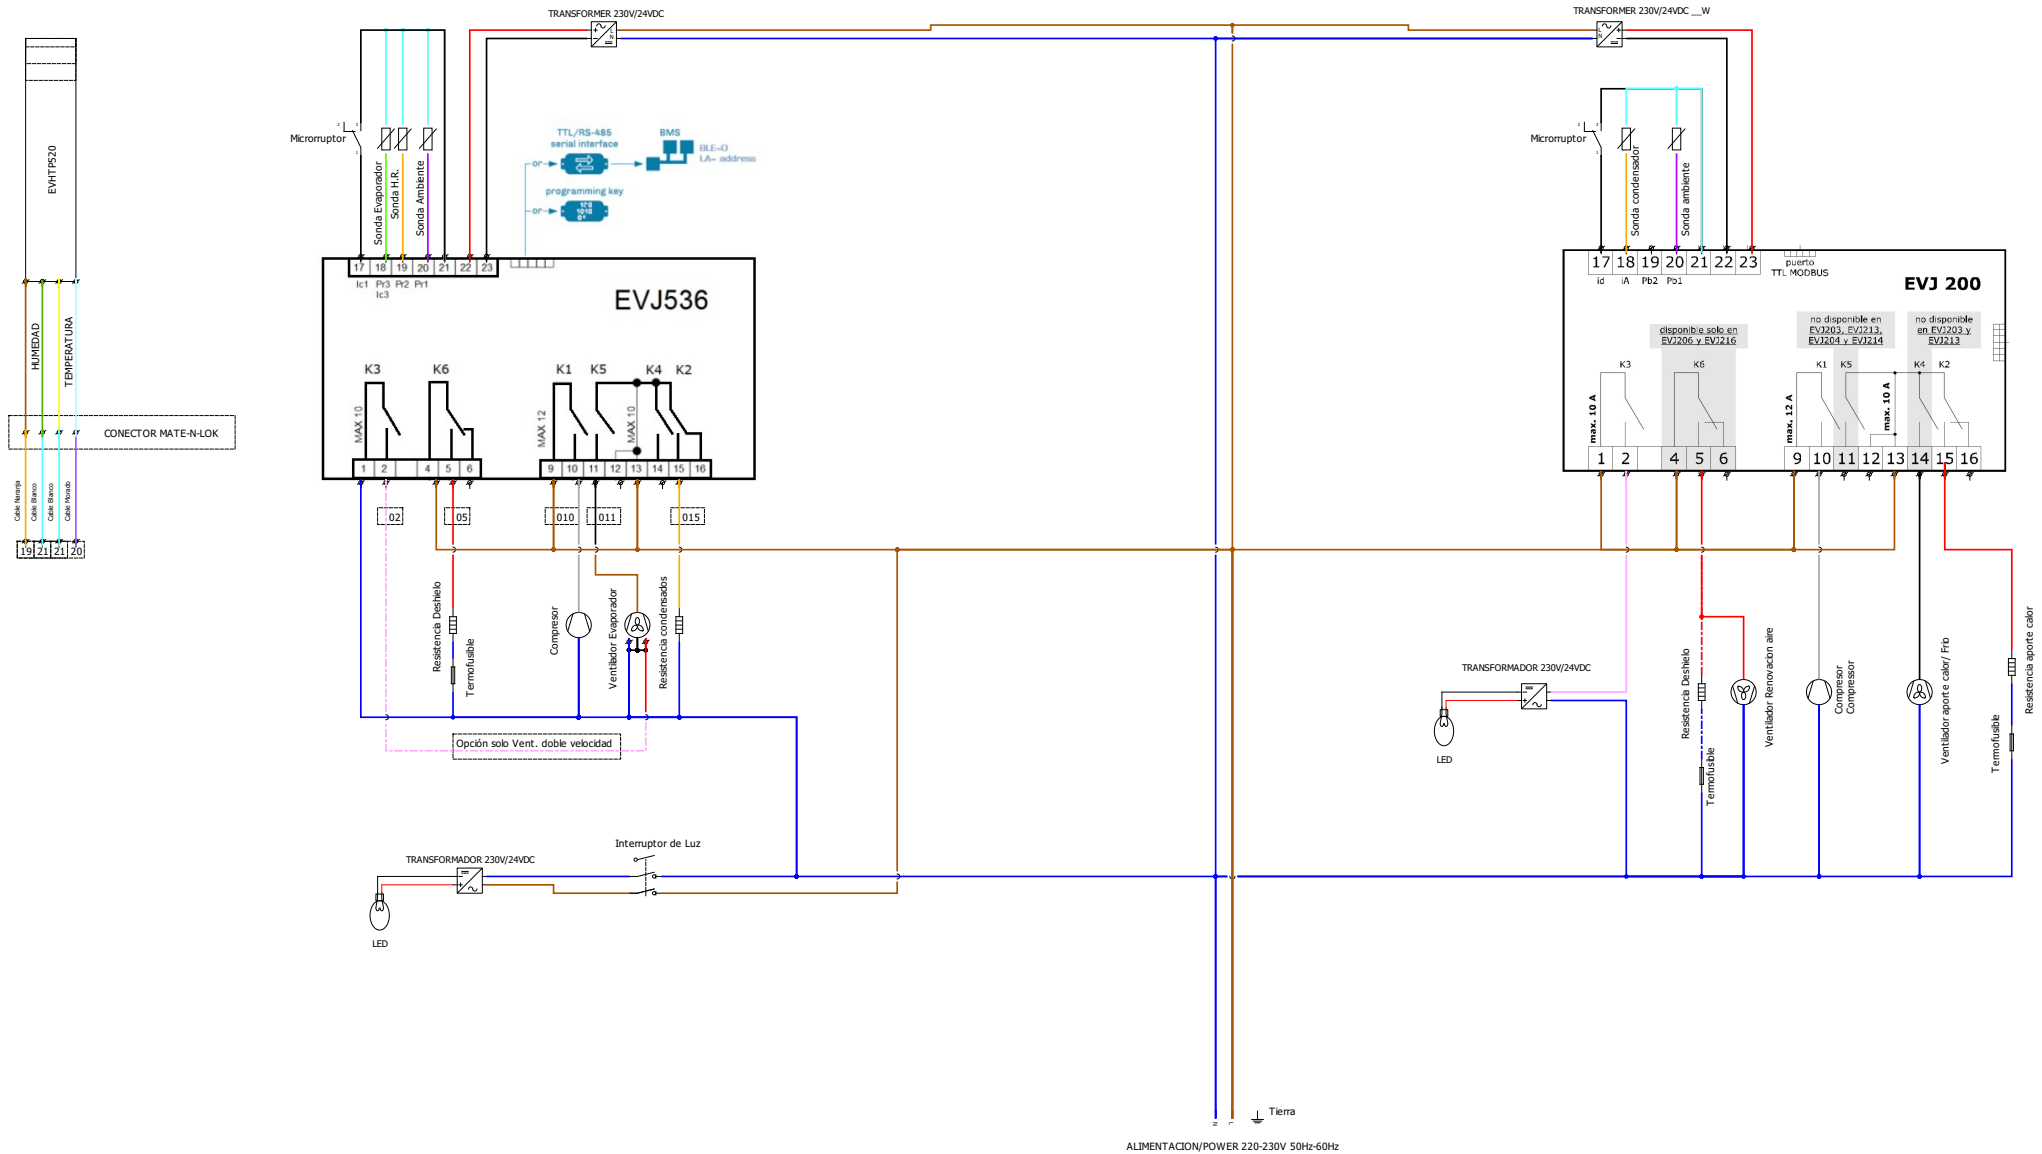 TRANSFORMER 230V/24VDC
TRANSFORMER 230V/24VDC __W
+
-
L
N
L
N
+
-
EVHTP520
HUMEDAD
TEMPERATURA
CONECTOR MATE-N-LOK
Cable Naranja
Cable Blanco
Cable Blanco
Cable Morado
19 21 21 20
Microrruptor
Sonda Evaporador
Sonda H.R.
Sonda Ambiente
TTL/RS-485
serial interface
BMS
BLE=0
LA= address
or
programming key
or
17 18 19 20 21 22 23
Ic1 Pr3 Pr2 Pr1
Ic3
EVJ536
K3 K6 K1 K5 K4 K2
MAX 10
MAX 12
MAX 10
1 2 4 5 6
9 10 11 12 13 14 15 16
02
05
010
011
015
Resistencia Deshielo
Termofusible
Compresor
Ventilador Evaporador
Resistencia condensados
Opción solo Vent. doble velocidad
Interruptor de Luz
TRANSFORMADOR 230V/24VDC
LED
Microrruptor
Sonda condensador
Sonda ambiente
17 18 19 20 21 22 23
id iA Pb2 Pb1
puerto
TTL MODBUS
EVJ 200
disponible solo en
EVJ206 y EVJ216
no disponible en
EVJ203, EVJ213,
EVJ204 y EVJ214
no disponible
en EVJ203 y
EVJ213
K3 K6 K1 K5 K4 K2
max. 10 A
max. 12 A
max. 10 A
1 2 4 5 6
9 10 11 12 13 14 15 16
TRANSFORMADOR 230V/24VDC
LED
Resistencia Deshielo
Termofusible
Ventilador Renovacion aire
Compresor
Compressor
Ventilador aporte calor/ Frio
Termofusible
Resistencia aporte calor
N
L
Tierra
ALIMENTACION/POWER 220-230V 50Hz-60Hz